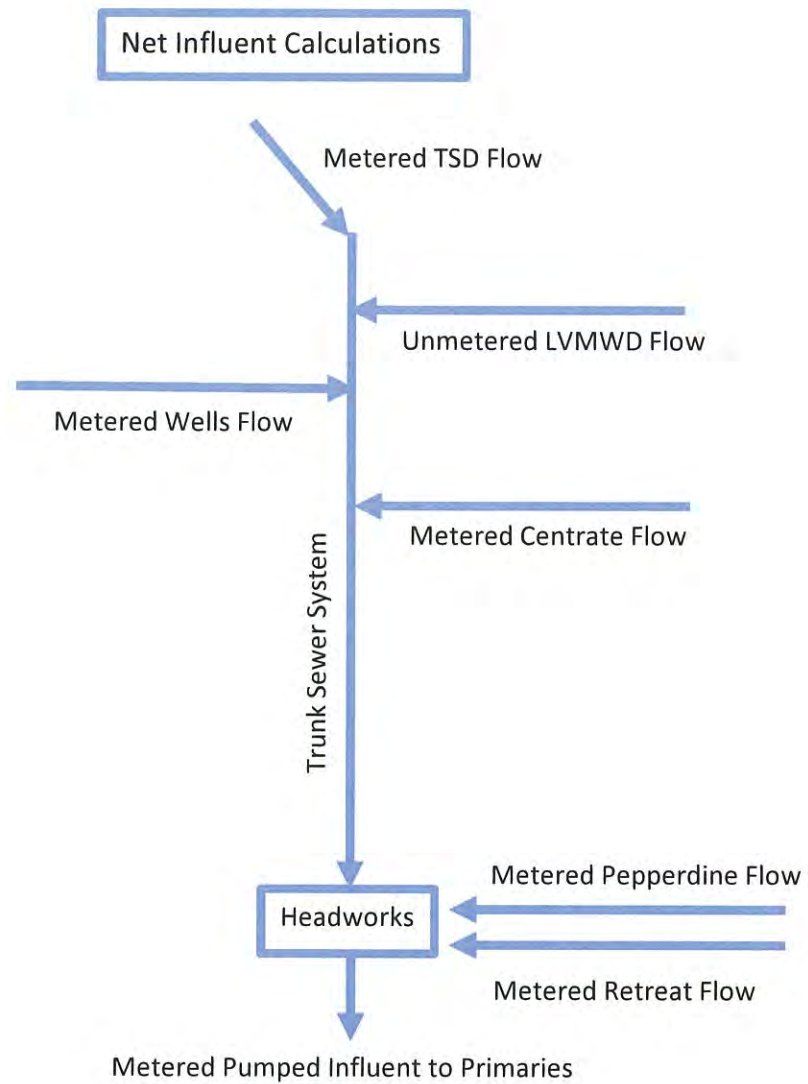 Net Influent Calculations
Metered TSD Flow
Unmetered LVMWD Flow
Metered Wells Flow
Metered Centrate Flow
Trunk Sewer System
Metered Pepperdine Flow
Headworks
Metered Retreat Flow
Metered Pumped Influent to Primaries